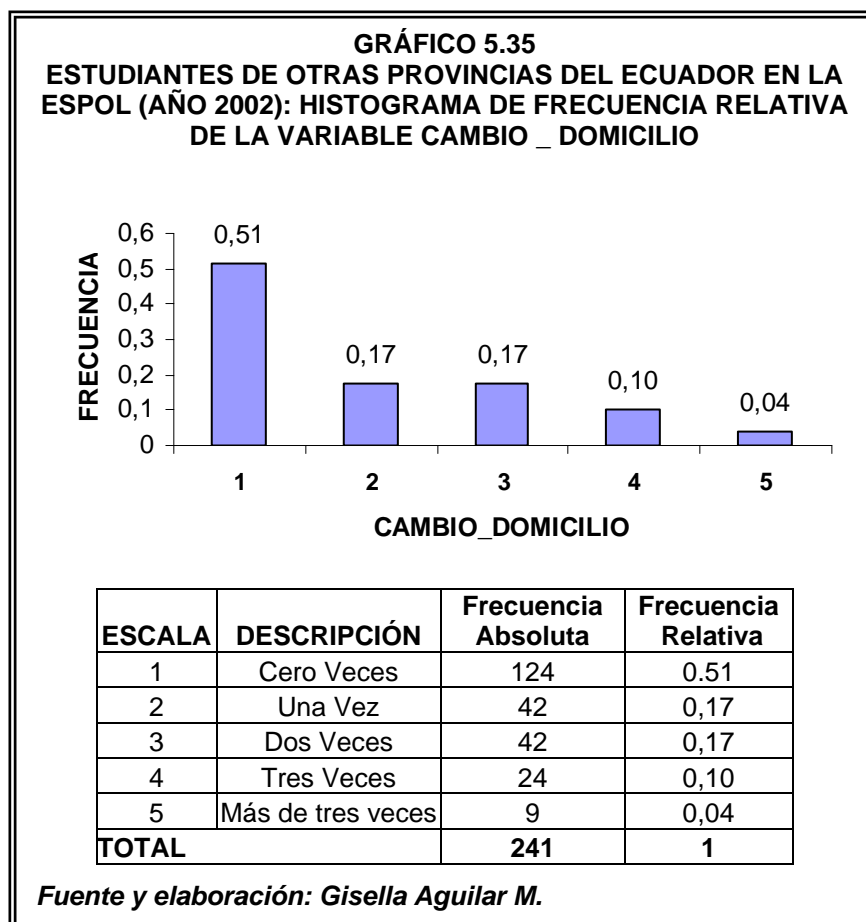 GRÁFICO 5.35
ESTUDIANTES DE OTRAS PROVINCIAS DEL ECUADOR EN LA
ESPOL (AÑO 2002): HISTOGRAMA DE FRECUENCIA RELATIVA
DE LA VARIABLE CAMBIO _ DOMICILIO
FRECUENCIA
0,6
0,5
0,4
0,3
0,2
0,1
0
0,51
0,17
0,17
0,10
0,04
1 2 3 4 5
CAMBIO_DOMICILIO
ESCALA DESCRIPCIÓN Frecuencia Absoluta Frecuencia Relativa
1 Cero Veces 124 0.51
2 Una Vez 42 0,17
3 Dos Veces 42 0,17
4 Tres Veces 24 0,10
5 Más de tres veces 9 0,04
TOTAL 241 1
Fuente y elaboración: Gisella Aguilar M.